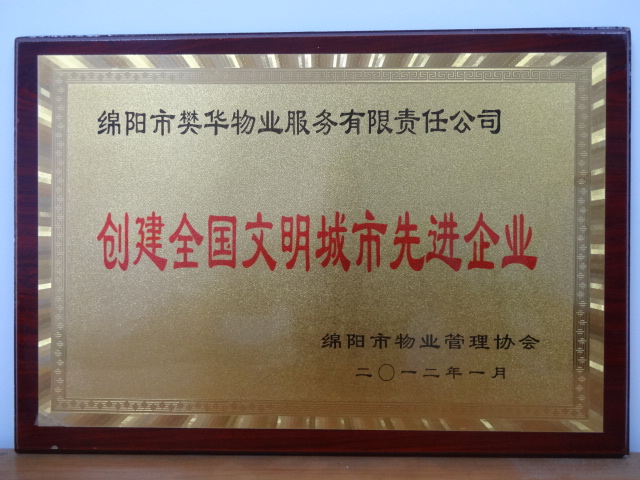 绵阳市樊华物业服务有限责任公司
创建全国文明城市先进企业
绵阳市物业管理协会
二〇一二年一月